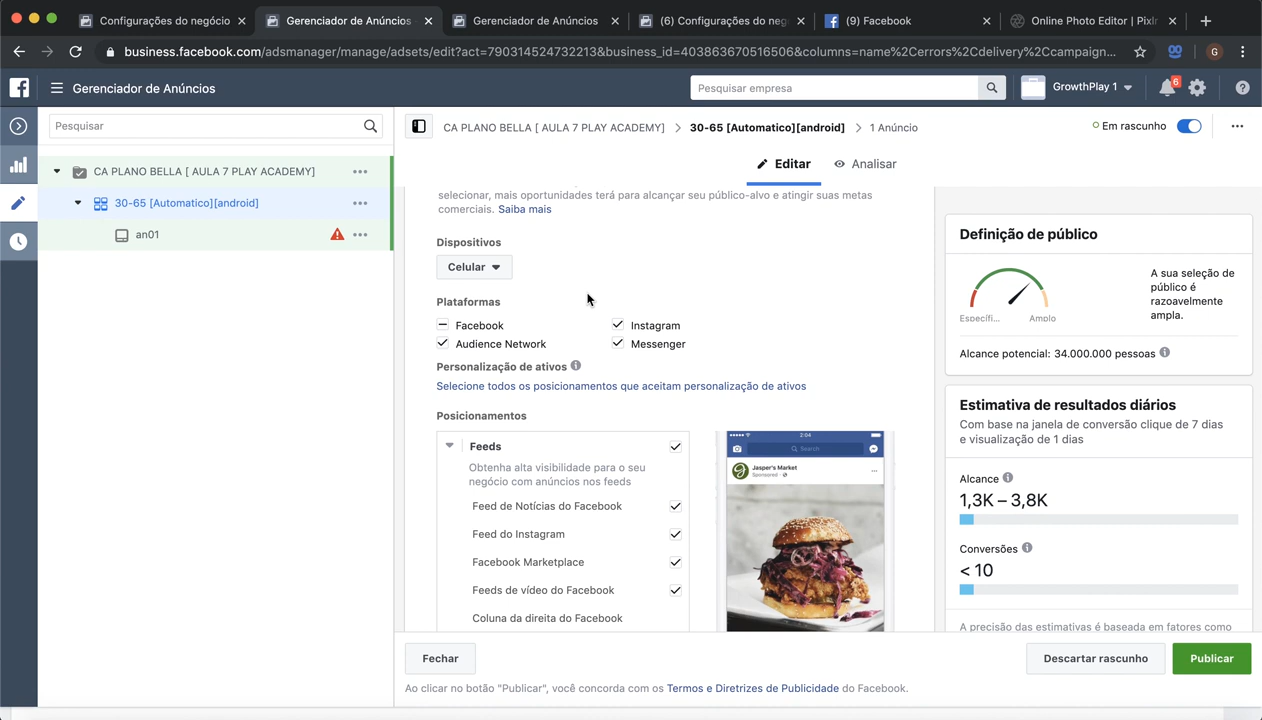 Configurações do negócio
Gerenciador de Anúncios
Gerenciador de Anúncios
(6) Configurações do neg
(9) Facebook
Online Photo Editor | Pixlr
business.facebook.com/adsmanager/manage/adsets/edit?act=790314524732213&business_id=403863670516506&columns=name%2Cerrors%2Cdelivery%2Ccampaign...
G
Gerenciador de Anúncios
Pesquisar empresa
GrowthPlay 1
6
Pesquisar
CA PLANO BELLA [ AULA 7 PLAY ACADEMY]
30-65 [Automatico][android]
1 Anúncio
Em rascunho
Editar
Analisar
CA PLANO BELLA [ AULA 7 PLAY ACADEMY]
30-65 [Automatico][android]
an01
selecionar, mais oportunidades terá para alcançar seu público-alvo e atingir suas metas
comerciais. Saiba mais
Dispositivos
Celular
Plataformas
Facebook
Instagram
Audience Network
Messenger
Personalização de ativos
Selecione todos os posicionamentos que aceitam personalização de ativos
Posicionamentos
Feeds
Obtenha alta visibilidade para o seu
negócio com anúncios nos feeds
Feed de Notícias do Facebook
Feed do Instagram
Facebook Marketplace
Feeds de vídeo do Facebook
Coluna da direita do Facebook
2:04
Search
Jasper's Market
Sponsored
Definição de público
Específi...
Amplo
A sua seleção de
público é
razoavelmente
ampla.
Alcance potencial: 34.000.000 pessoas
Estimativa de resultados diários
Com base na janela de conversão clique de 7 dias
e visualização de 1 dias
Alcance
1,3K – 3,8K
Conversões
< 10
A precisão das estimativas é baseada em fatores como
Fechar
Descartar rascunho
Publicar
Ao clicar no botão "Publicar", você concorda com os Termos e Diretrizes de Publicidade do Facebook.